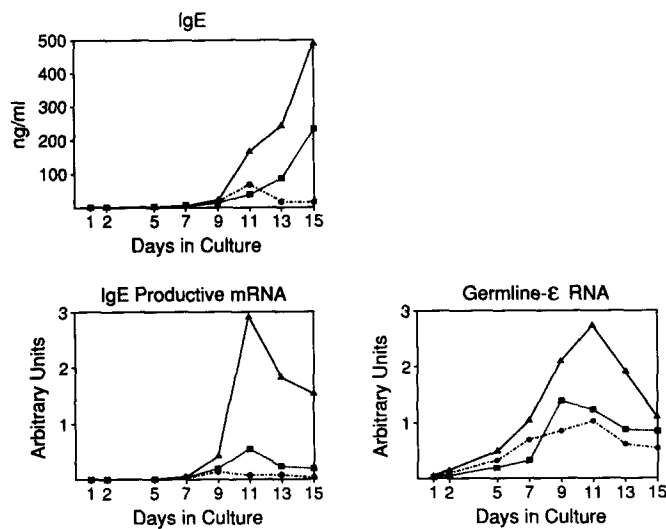 IgE
500
400
300
200
100
ng/ml
1 2 5 7 9 11 13 15
Days in Culture
IgE Productive mRNA
3
2
1
Arbitrary Units
1 2 5 7 9 11 13 15
Days in Culture
Germline-ε RNA
3
2
1
Arbitrary Units
1 2 5 7 9 11 13 15
Days in Culture